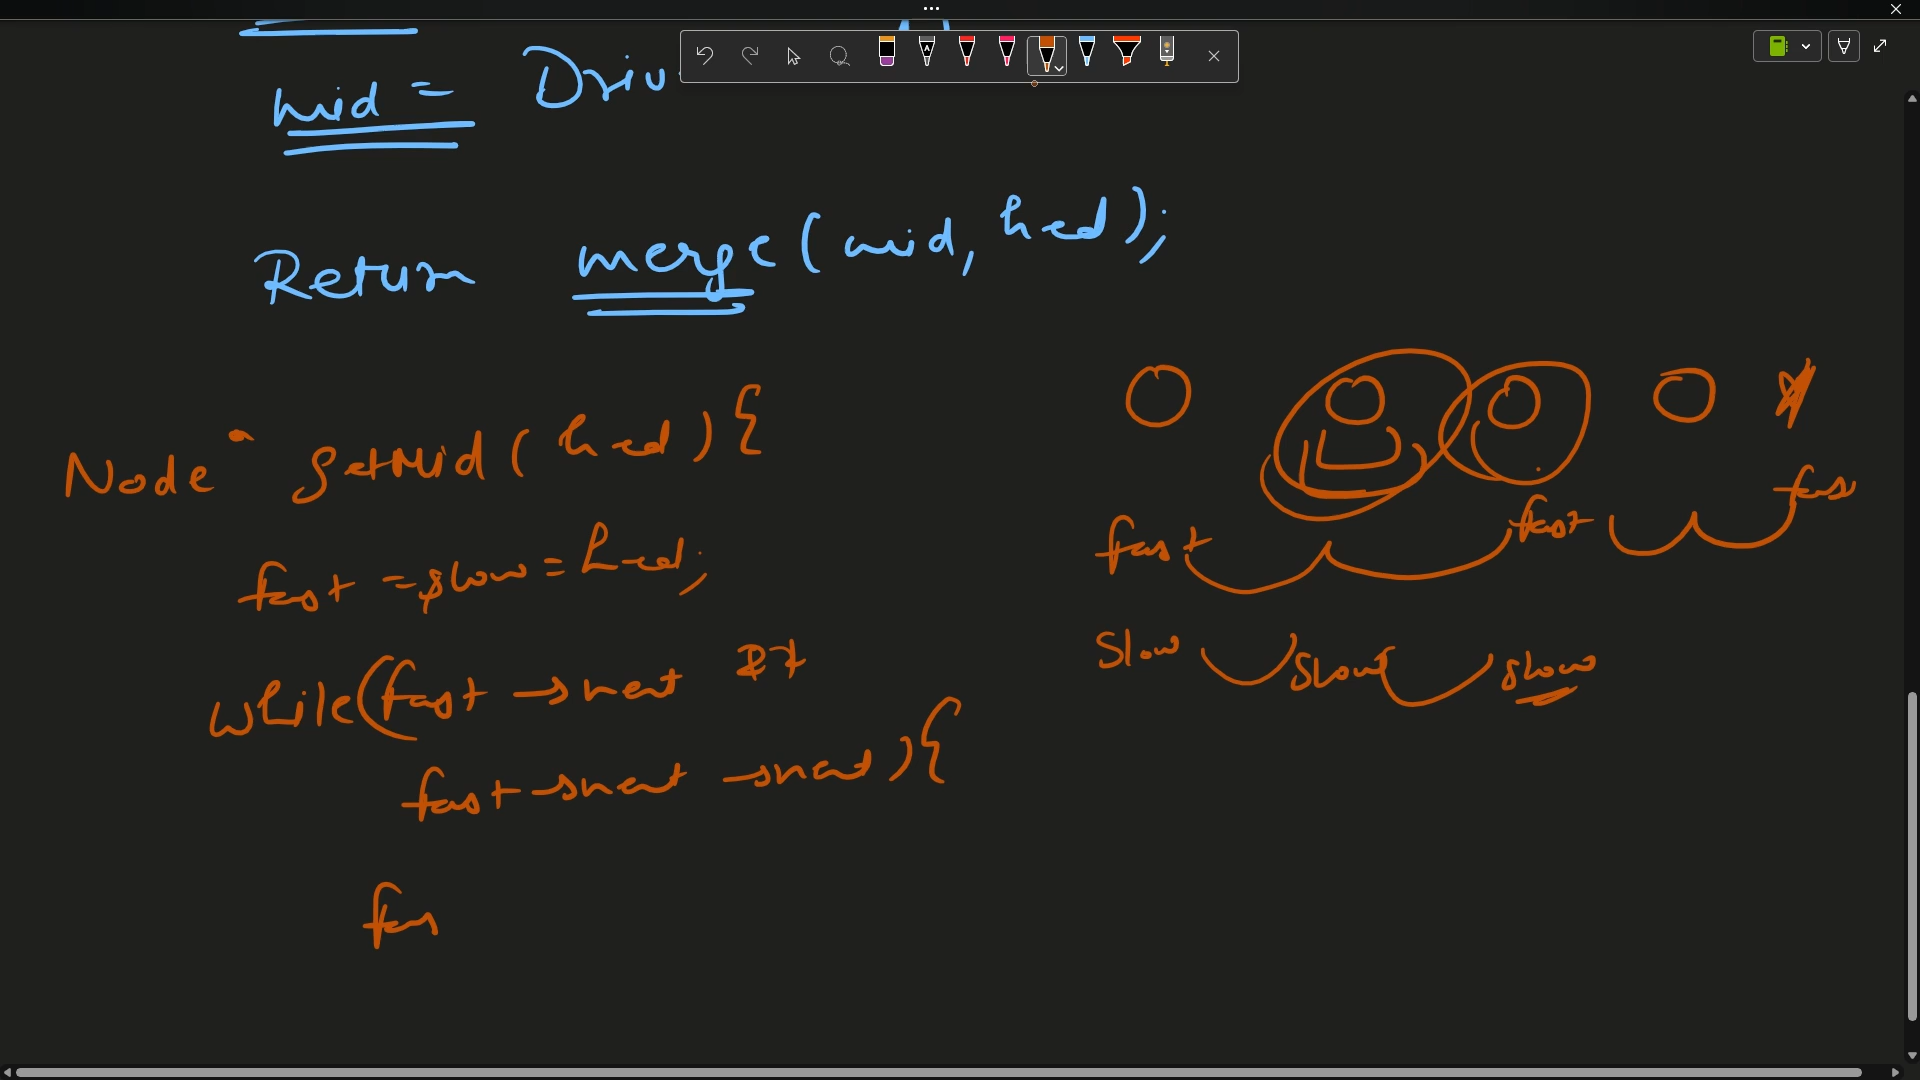 mid = Driv
Return merge(mid, head);
Node* getMid(head){
fast = slow = head;
while(fast → next &&
fast → next → next){
fas
fast fast fas
Slow Slow slow